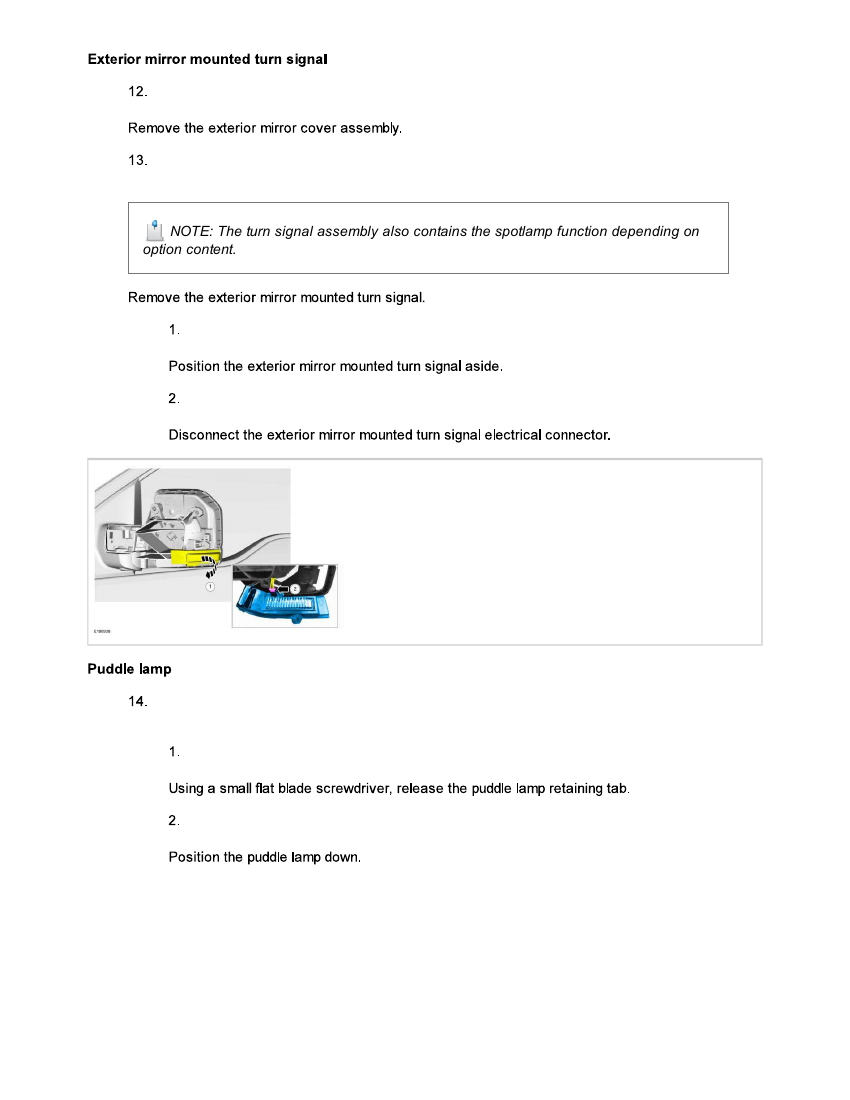 Exterior mirror mounted turn signal
12.
Remove the exterior mirror cover assembly.
13.
NOTE: The turn signal assembly also contains the spotlamp function depending on
option content.
Remove the exterior mirror mounted turn signal.
1.
Position the exterior mirror mounted turn signal aside.
2.
Disconnect the exterior mirror mounted turn signal electrical connector.
1
2
Puddle lamp
14.
1.
Using a small flat blade screwdriver, release the puddle lamp retaining tab.
2.
Position the puddle lamp down.